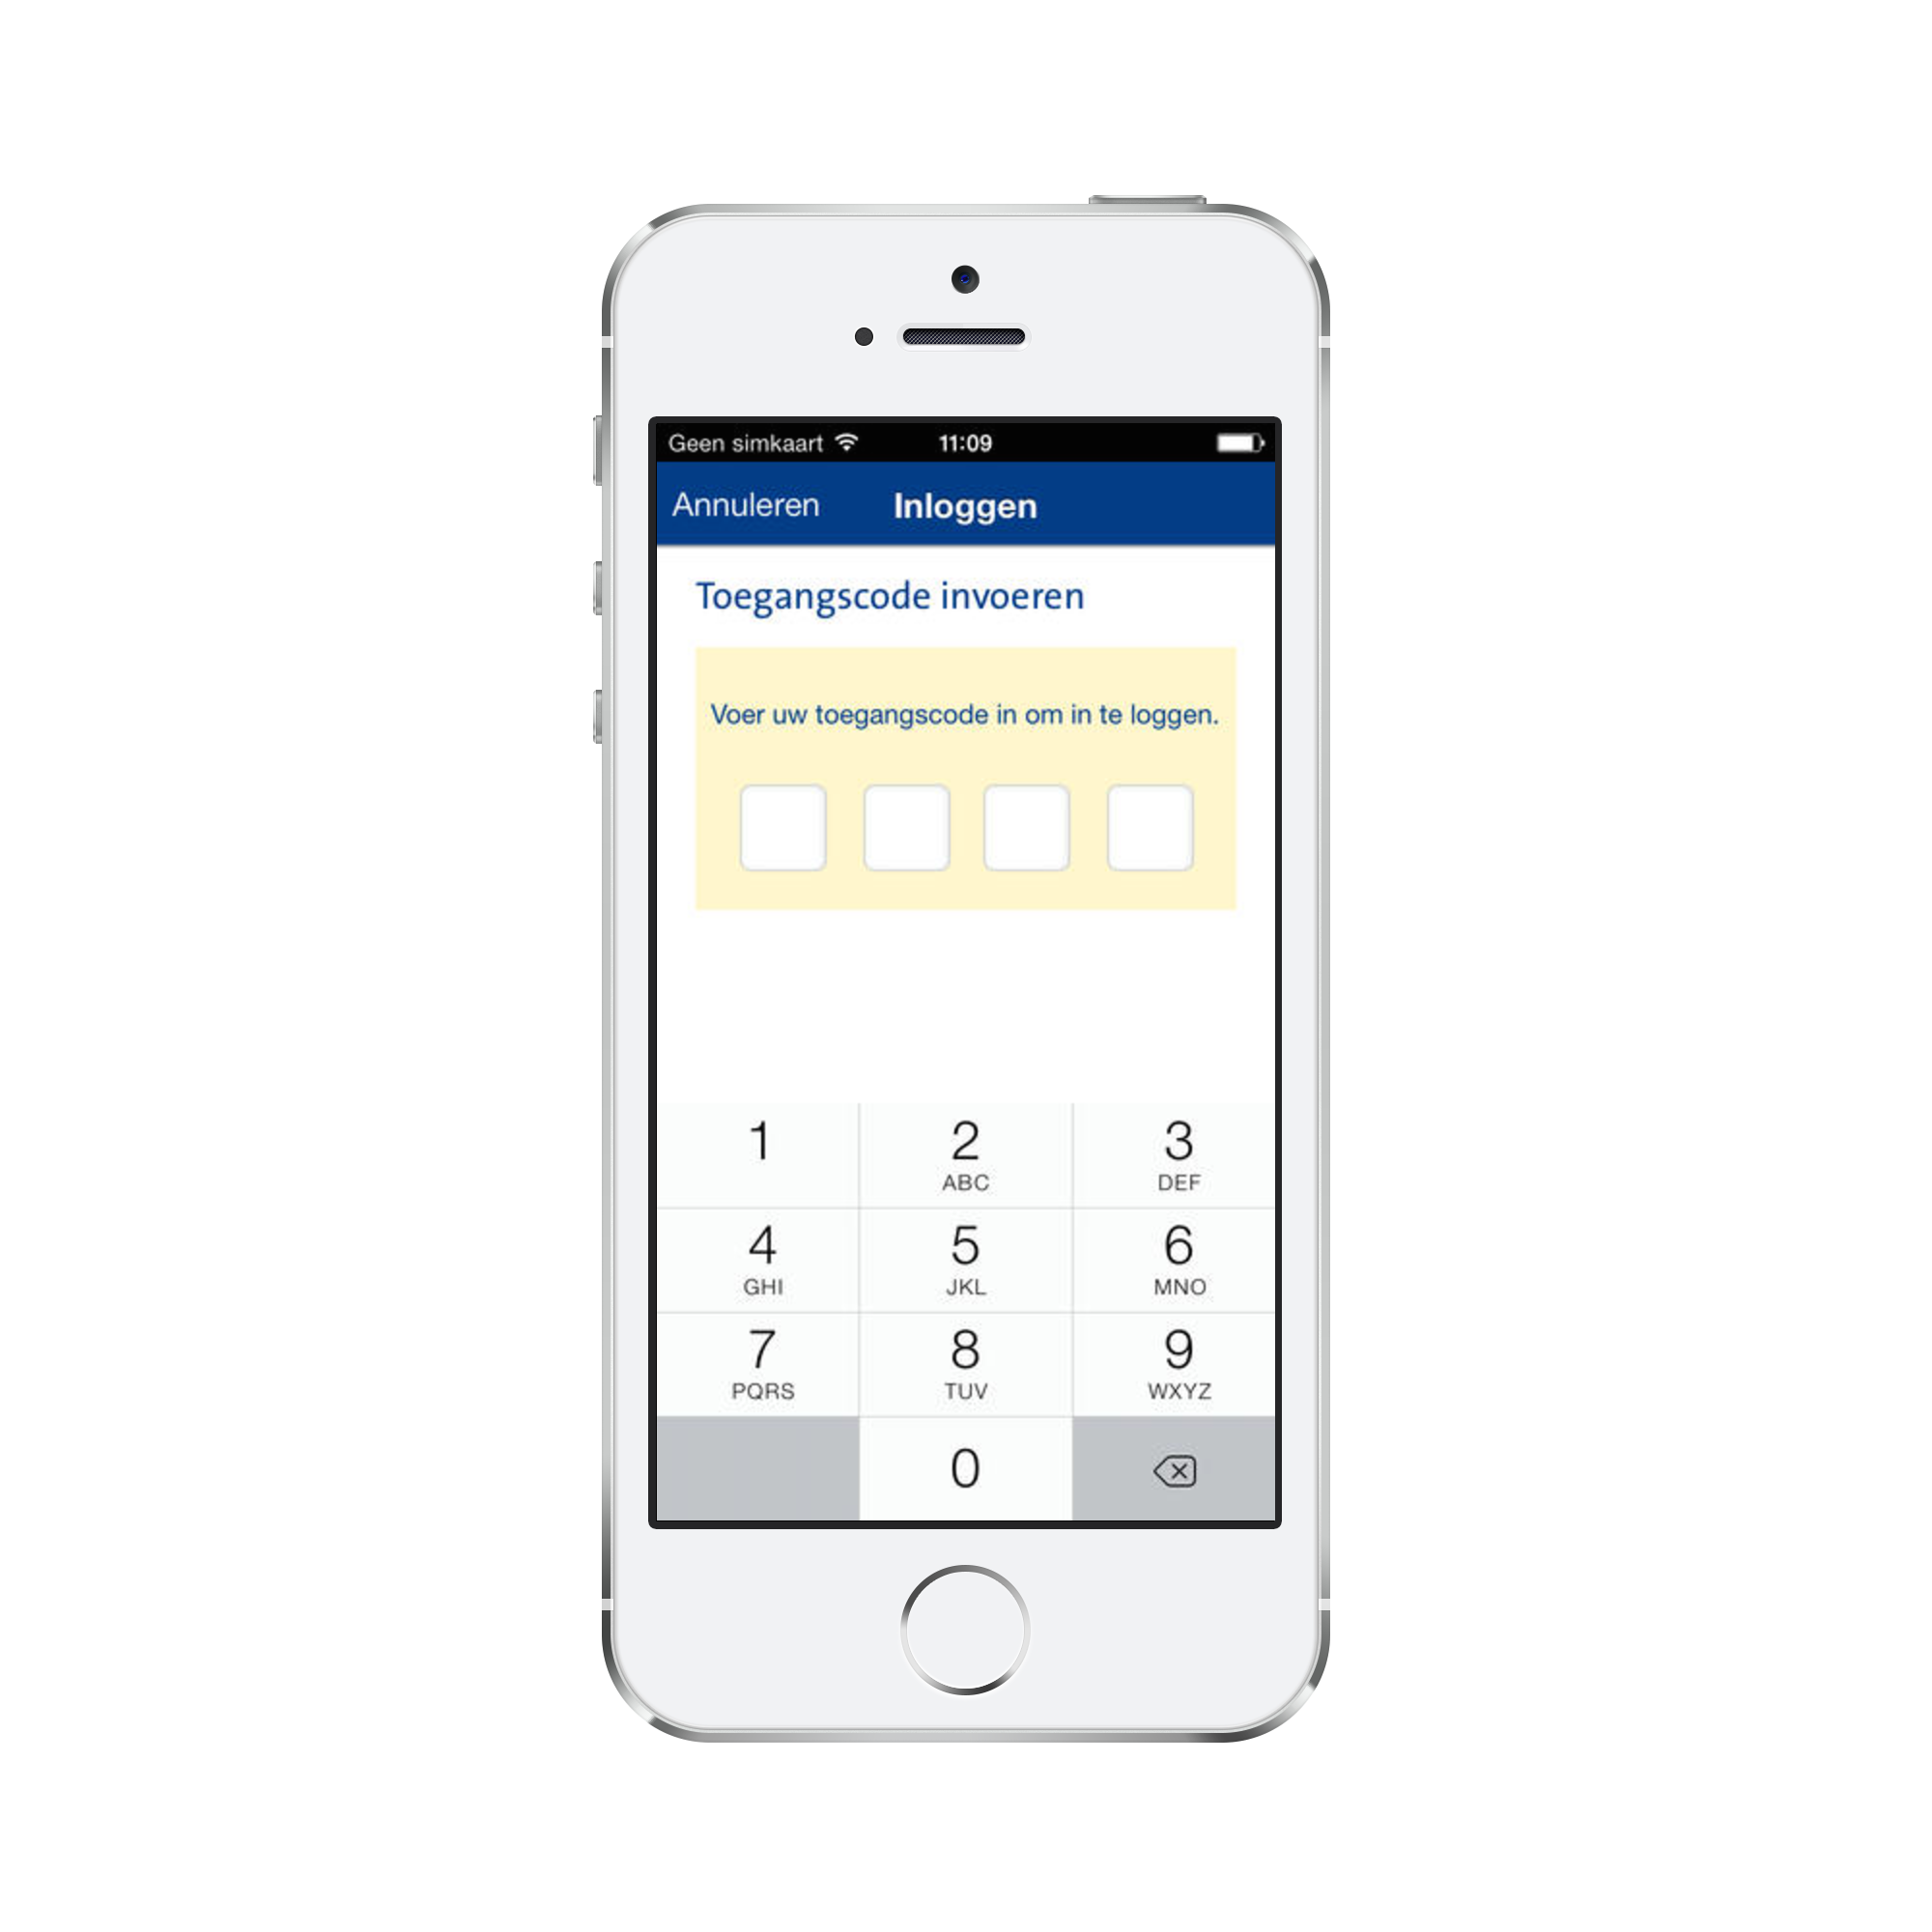 Geen simkaart 11:09
Annuleren Inloggen
Toegangscode invoeren
Voer uw toegangscode in om in te loggen.
1 2 3
ABC DEF
4 5 6
GHI JKL MNO
7 8 9
PQRS TUV WXYZ
0